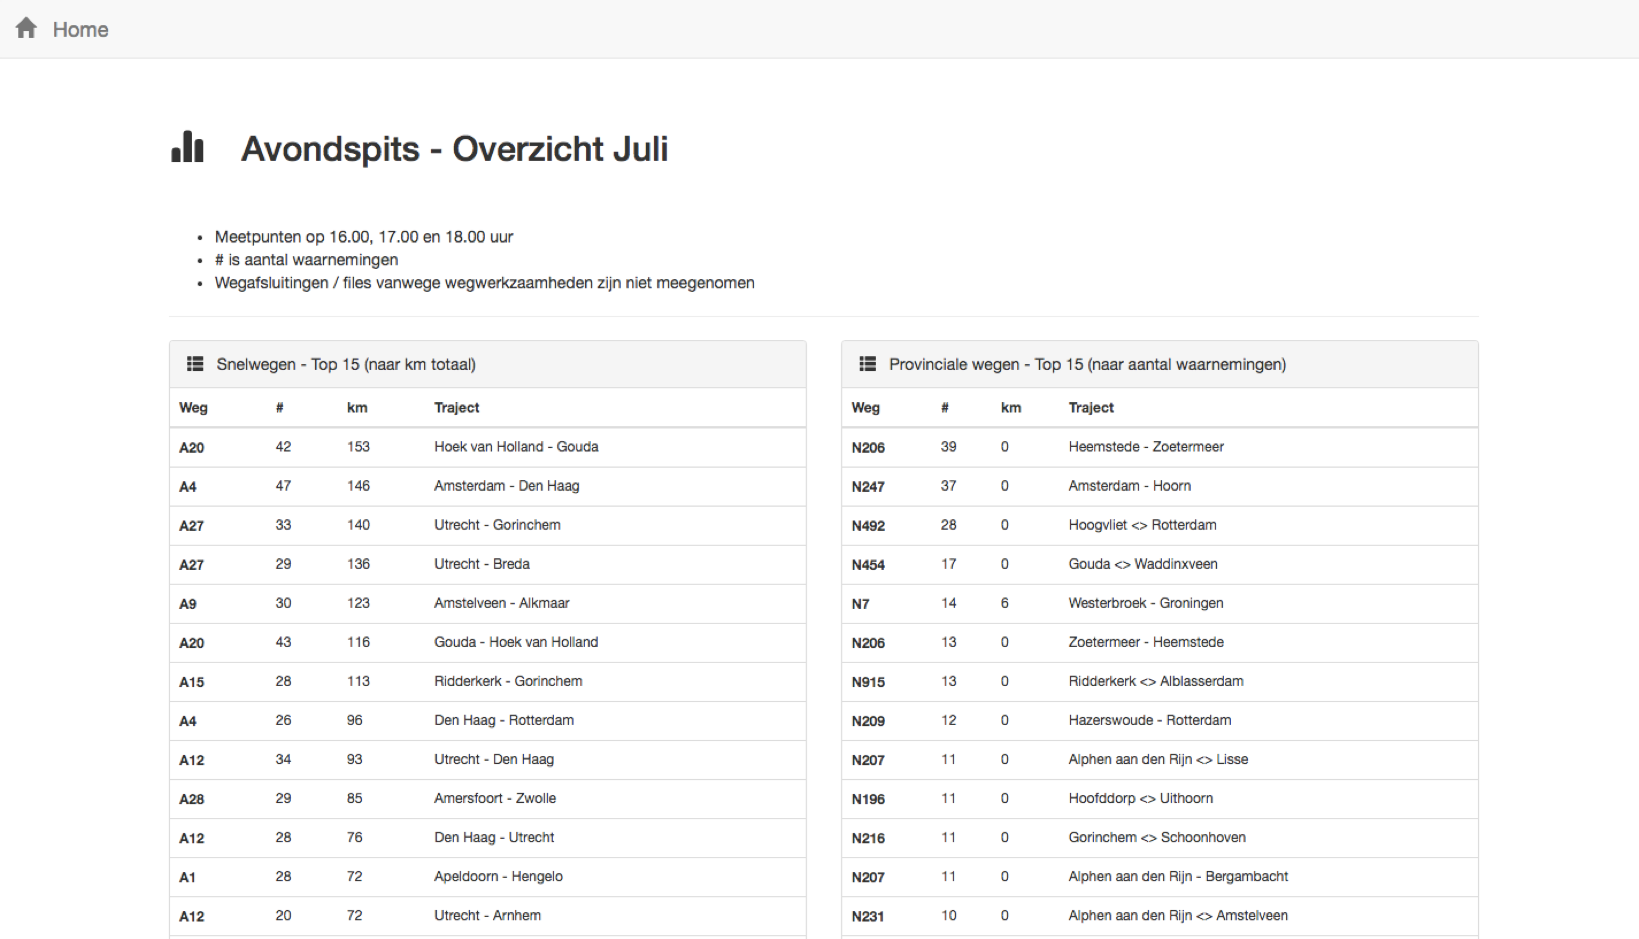 Home
Avondspits - Overzicht Juli
• Meetpunten op 16.00, 17.00 en 18.00 uur
• # is aantal waarnemingen
• Wegafsluitingen / files vanwege wegwerkzaamheden zijn niet meegenomen
Snelwegen - Top 15 (naar km totaal)
Weg # km Traject
A20 42 153 Hoek van Holland - Gouda
A4 47 146 Amsterdam - Den Haag
A27 33 140 Utrecht - Gorinchem
A27 29 136 Utrecht - Breda
A9 30 123 Amstelveen - Alkmaar
A20 43 116 Gouda - Hoek van Holland
A15 28 113 Ridderkerk - Gorinchem
A4 26 96 Den Haag - Rotterdam
A12 34 93 Utrecht - Den Haag
A28 29 85 Amersfoort - Zwolle
A12 28 76 Den Haag - Utrecht
A1 28 72 Apeldoorn - Hengelo
A12 20 72 Utrecht - Arnhem
Provinciale wegen - Top 15 (naar aantal waarnemingen)
Weg # km Traject
N206 39 0 Heemstede - Zoetermeer
N247 37 0 Amsterdam - Hoorn
N492 28 0 Hoogvliet <> Rotterdam
N454 17 0 Gouda <> Waddinxveen
N7 14 6 Westerbroek - Groningen
N206 13 0 Zoetermeer - Heemstede
N915 13 0 Ridderkerk <> Alblasserdam
N209 12 0 Hazerswoude - Rotterdam
N207 11 0 Alphen aan den Rijn <> Lisse
N196 11 0 Hoofddorp <> Uithoorn
N216 11 0 Gorinchem <> Schoonhoven
N207 11 0 Alphen aan den Rijn - Bergambacht
N231 10 0 Alphen aan den Rijn <> Amstelveen